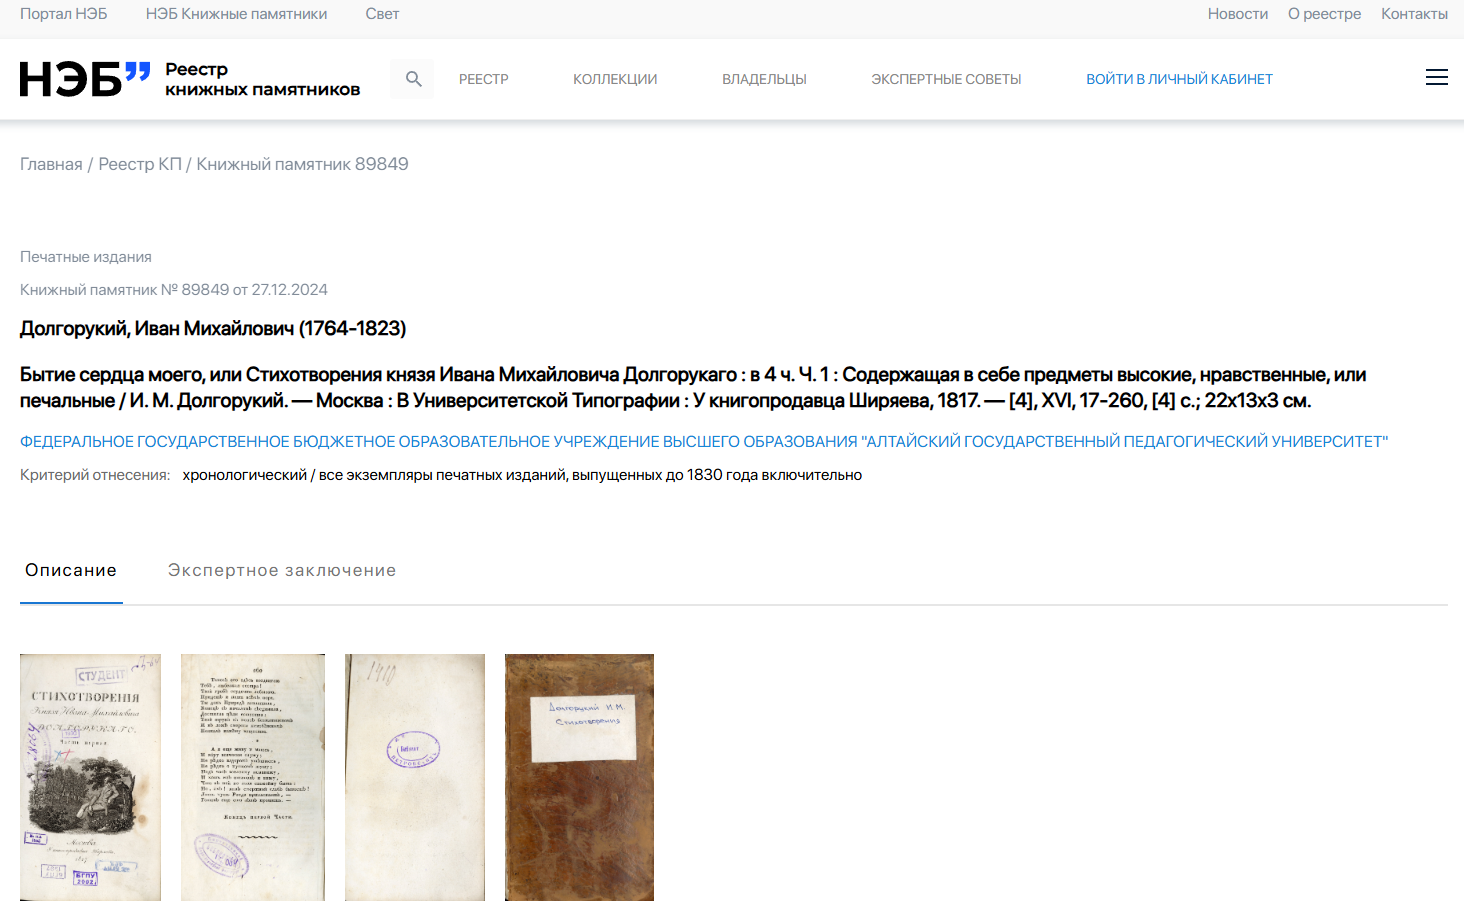 Портал НЭБ НЭБ Книжные памятники Свет Новости О реестре Контакты
НЭБ Реестр
книжных памятников
РЕЕСТР КОЛЛЕКЦИИ ВЛАДЕЛЬЦЫ ЭКСПЕРТНЫЕ СОВЕТЫ ВОЙТИ В ЛИЧНЫЙ КАБИНЕТ
Главная / Реестр КП / Книжный памятник 89849
Печатные издания
Книжный памятник № 89849 от 27.12.2024
Долгорукий, Иван Михайлович (1764-1823)
Бытие сердца моего, или Стихотворения князя Ивана Михайловича Долгорукаго : в 4 ч. Ч. 1 : Содержащая в себе предметы высокие, нравственные, или
печальные / И. М. Долгорукий. — Москва : В Университетской Типографии : У книгопродавца Ширяева, 1817. — [4], XVI, 17-260, [4] с.; 22х13х3 см.
ФЕДЕРАЛЬНОЕ ГОСУДАРСТВЕННОЕ БЮДЖЕТНОЕ ОБРАЗОВАТЕЛЬНОЕ УЧРЕЖДЕНИЕ ВЫСШЕГО ОБРАЗОВАНИЯ "АЛТАЙСКИЙ ГОСУДАРСТВЕННЫЙ ПЕДАГОГИЧЕСКИЙ УНИВЕРСИТЕТ"
Критерий отнесения: хронологический / все экземпляры печатных изданий, выпущенных до 1830 года включительно
Описание Экспертное заключение
СТУДЕНТ
СТИХОТВОРЕНІЯ
Князя Ивана Михайловича
ДОЛГОРУКАГО.
Часть первая.
Москва
БГПУ
260
Конецъ первой Части.
1410
Долгорукий И.М.
Стихотворения